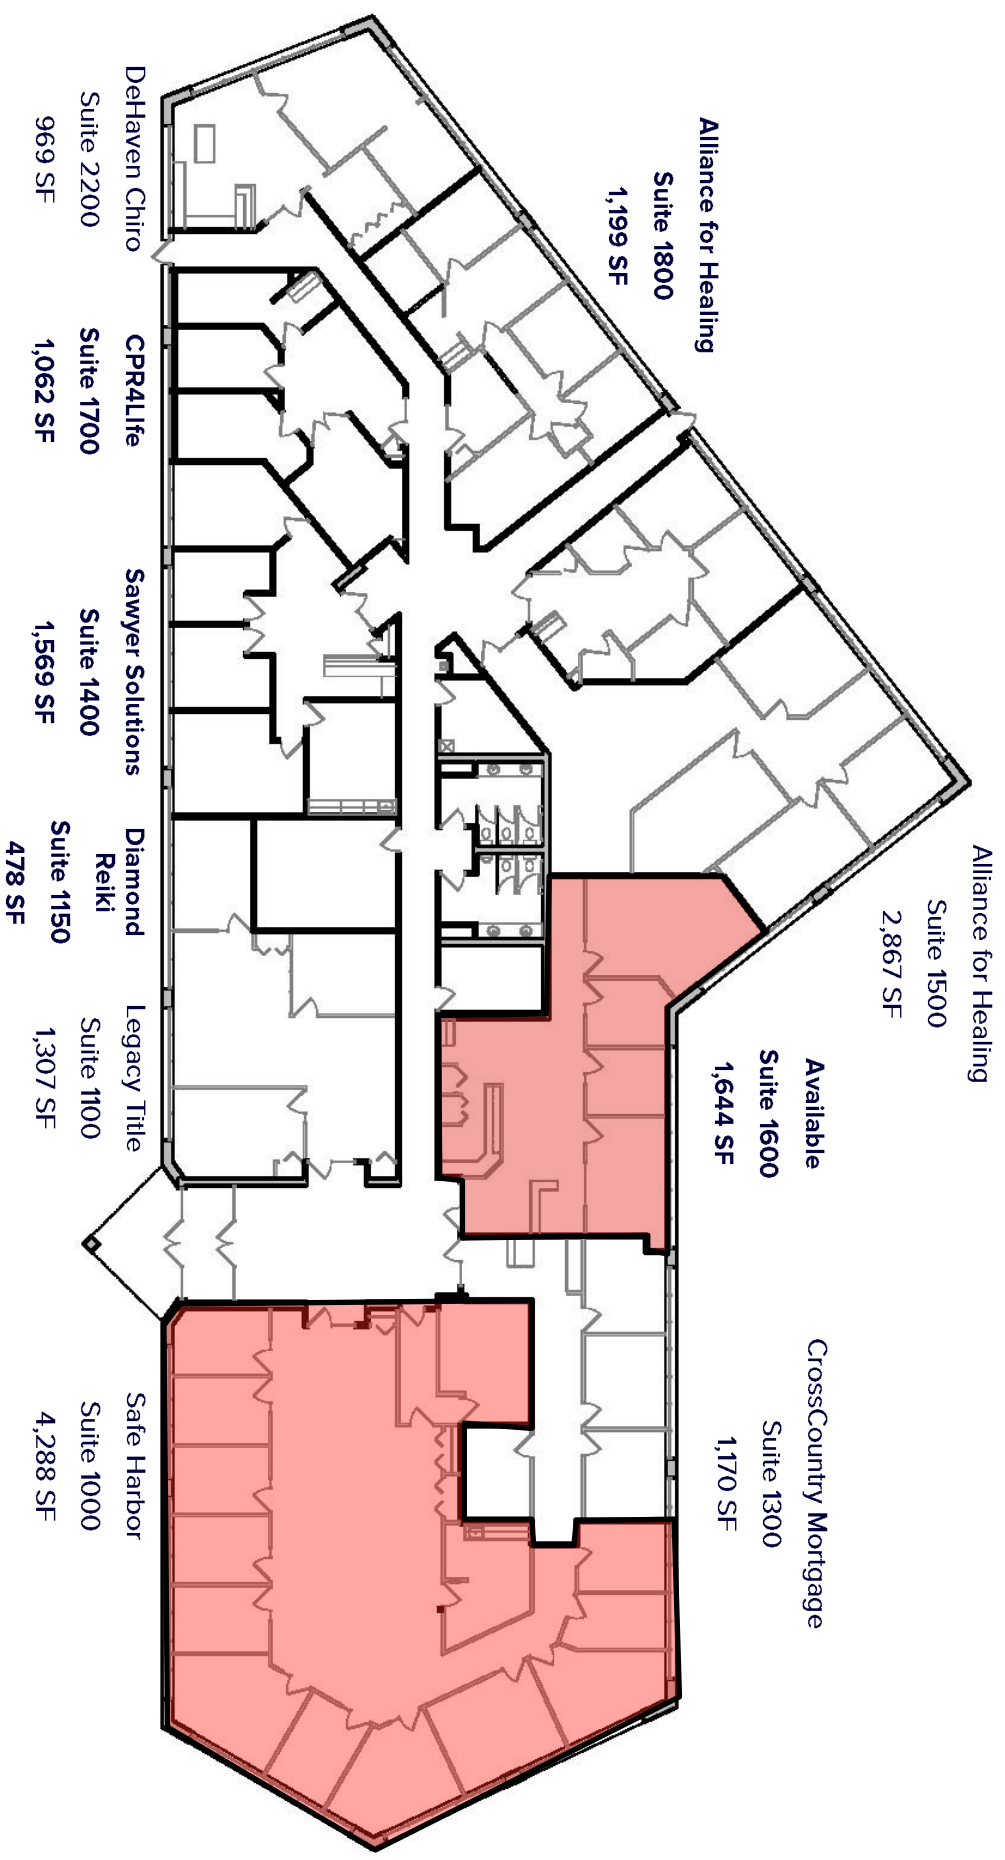 DeHaven Chiro
Suite 2200
969 SF
CPR4LIfe
Suite 1700
1,062 SF
Sawyer Solutions
Suite 1400
1,569 SF
Diamond
Reiki
Suite 1150
478 SF
Legacy Title
Suite 1100
1,307 SF
Safe Harbor
Suite 1000
4,288 SF
Alliance for Healing
Suite 1800
1,199 SF
Alliance for Healing
Suite 1500
2,867 SF
Available
Suite 1600
1,644 SF
CrossCountry Mortgage
Suite 1300
1,170 SF